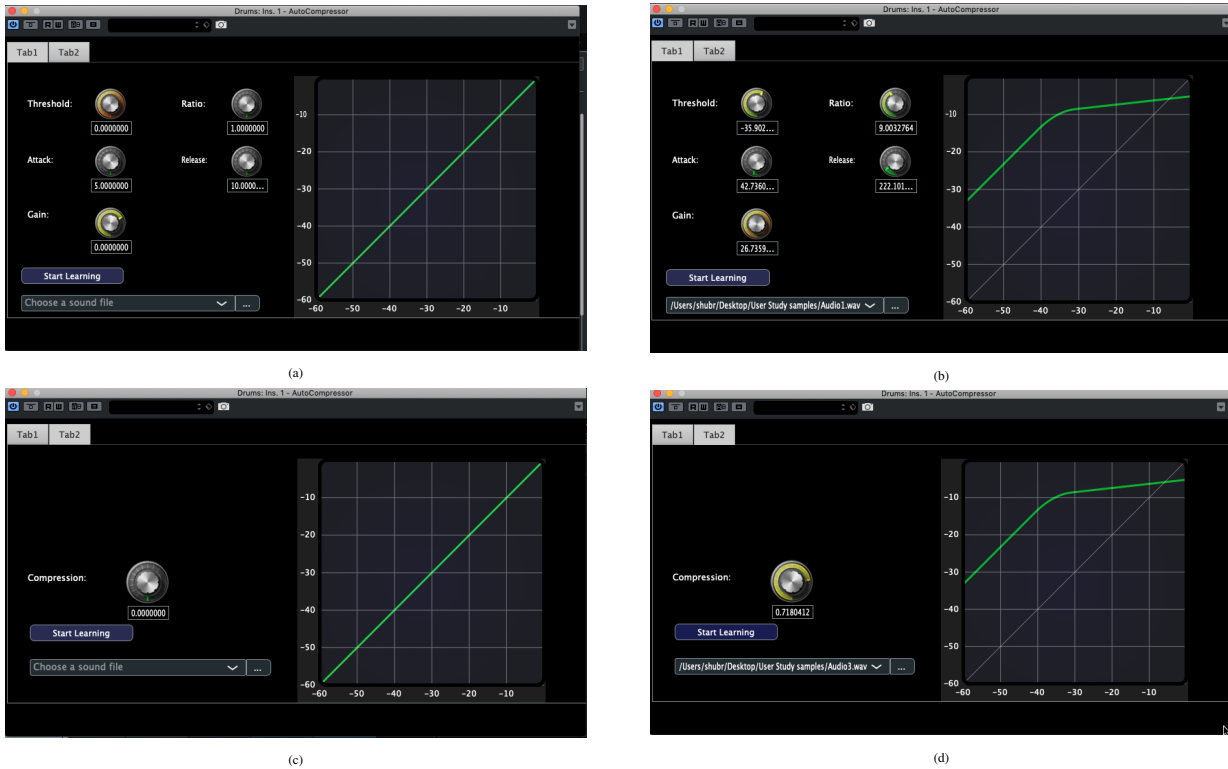 Drums: Ins. 1 - AutoCompressor
Tab1 Tab2
Threshold: Ratio:
0.0000000 1.0000000
Attack: Release:
5.0000000 10.0000...
Gain:
0.0000000
Start Learning
Choose a sound file ...
-10
-20
-30
-40
-50
-60
-60 -50 -40 -30 -20 -10
(a)
Drums: Ins. 1 - AutoCompressor
Tab1 Tab2
Threshold: Ratio:
-35.902... 9.0032764
Attack: Release:
42.7360... 222.101...
Gain:
26.7359...
Start Learning
/Users/shubr/Desktop/User Study samples/Audio1.wav ...
-10
-20
-30
-40
-50
-60
-60 -50 -40 -30 -20 -10
(b)
Drums: Ins. 1 - AutoCompressor
Tab1 Tab2
Compression:
0.0000000
Start Learning
Choose a sound file ...
-10
-20
-30
-40
-50
-60
-60 -50 -40 -30 -20 -10
(c)
Drums: Ins. 1 - AutoCompressor
Tab1 Tab2
Compression:
0.7180412
Start Learning
/Users/shubr/Desktop/User Study samples/Audio3.wav ...
-10
-20
-30
-40
-50
-60
-60 -50 -40 -30 -20 -10
(d)